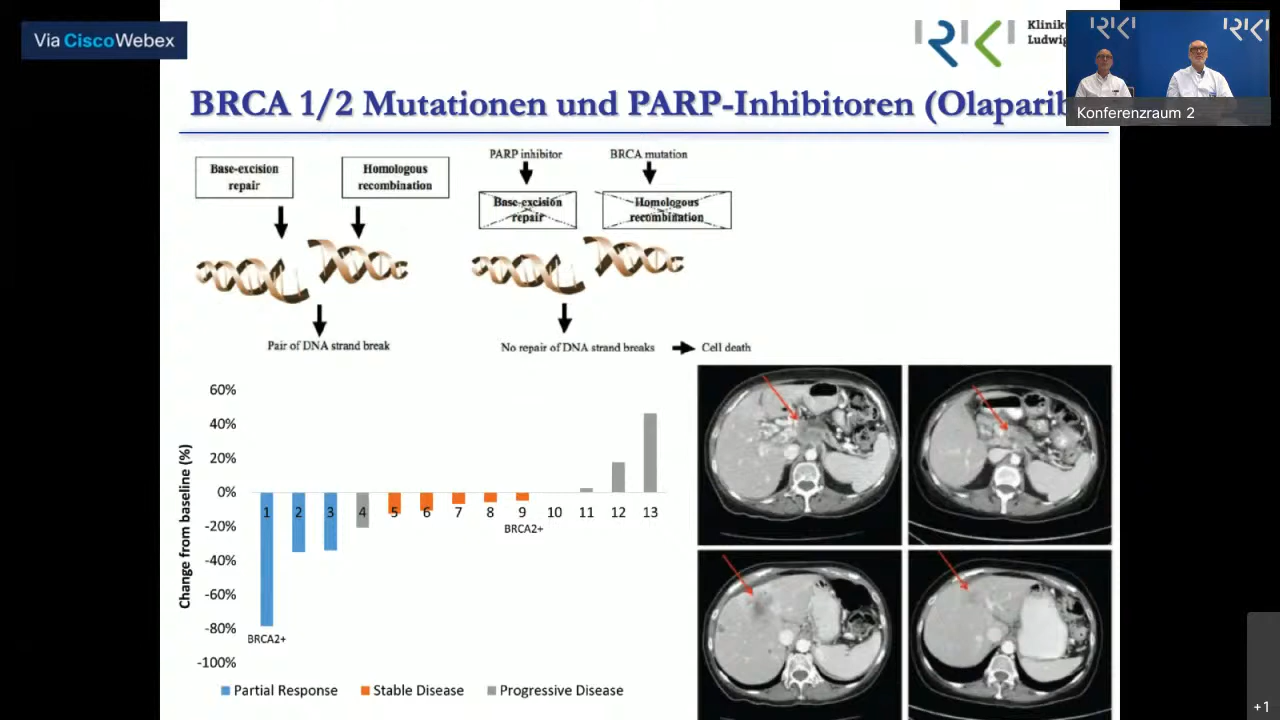 Via CiscoWebex
Klinik
Ludwig
Konferenzraum 2
BRCA 1/2 Mutationen und PARP-Inhibitoren (Olaparib
Base-excision
repair
Homologous
recombination
Pair of DNA strand break
PARP inhibitor
BRCA mutation
Base-excision
repair
Homologous
recombination
No repair of DNA strand breaks
Cell death
Change from baseline (%)
60%
40%
20%
0%
-20%
-40%
-60%
-80%
-100%
1 2 3 4 5 6 7 8 9 10 11 12 13
BRCA2+
BRCA2+
Partial Response Stable Disease Progressive Disease
+1